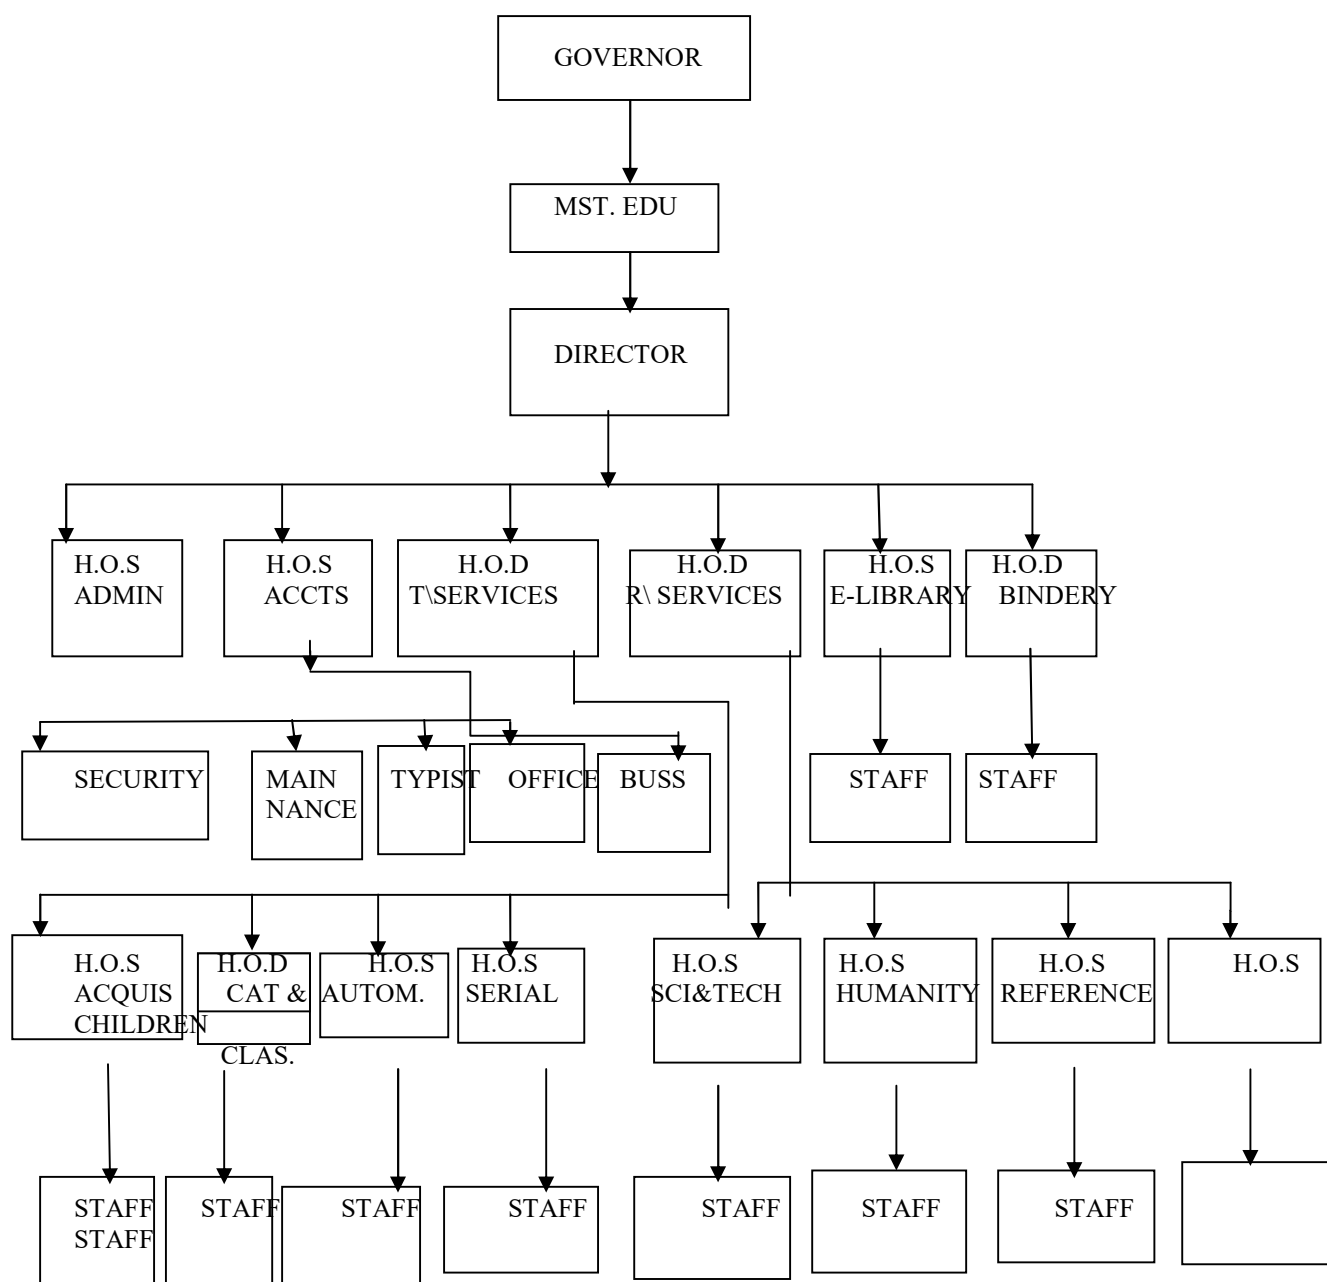 GOVERNOR
MST. EDU
DIRECTOR
H.O.S H.O.S H.O.D H.O.D H.O.S H.O.D
ADMIN ACCTS T\SERVICES R\ SERVICES E-LIBRARY BINDERY
SECURITY MAIN TYPIST OFFICE BUSS STAFF STAFF
NANCE
H.O.S H.O.D H.O.S H.O.S H.O.S H.O.S H.O.S H.O.S
ACQUIS CAT & AUTOM. SERIAL SCI&TECH HUMANITY REFERENCE
CHILDREN
CLAS.
STAFF STAFF STAFF STAFF STAFF STAFF STAFF
STAFF